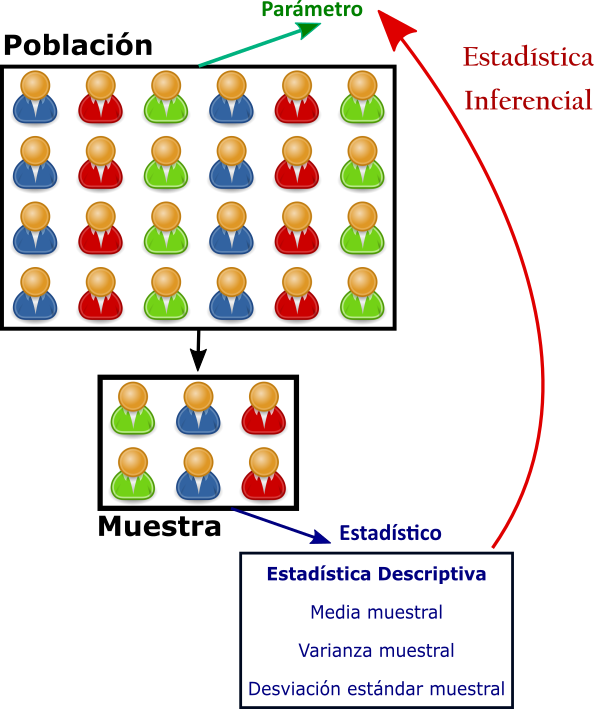 Parámetro
Población
Estadística
Inferencial
Muestra
Estadístico
Estadística Descriptiva
Media muestral
Varianza muestral
Desviación estándar muestral